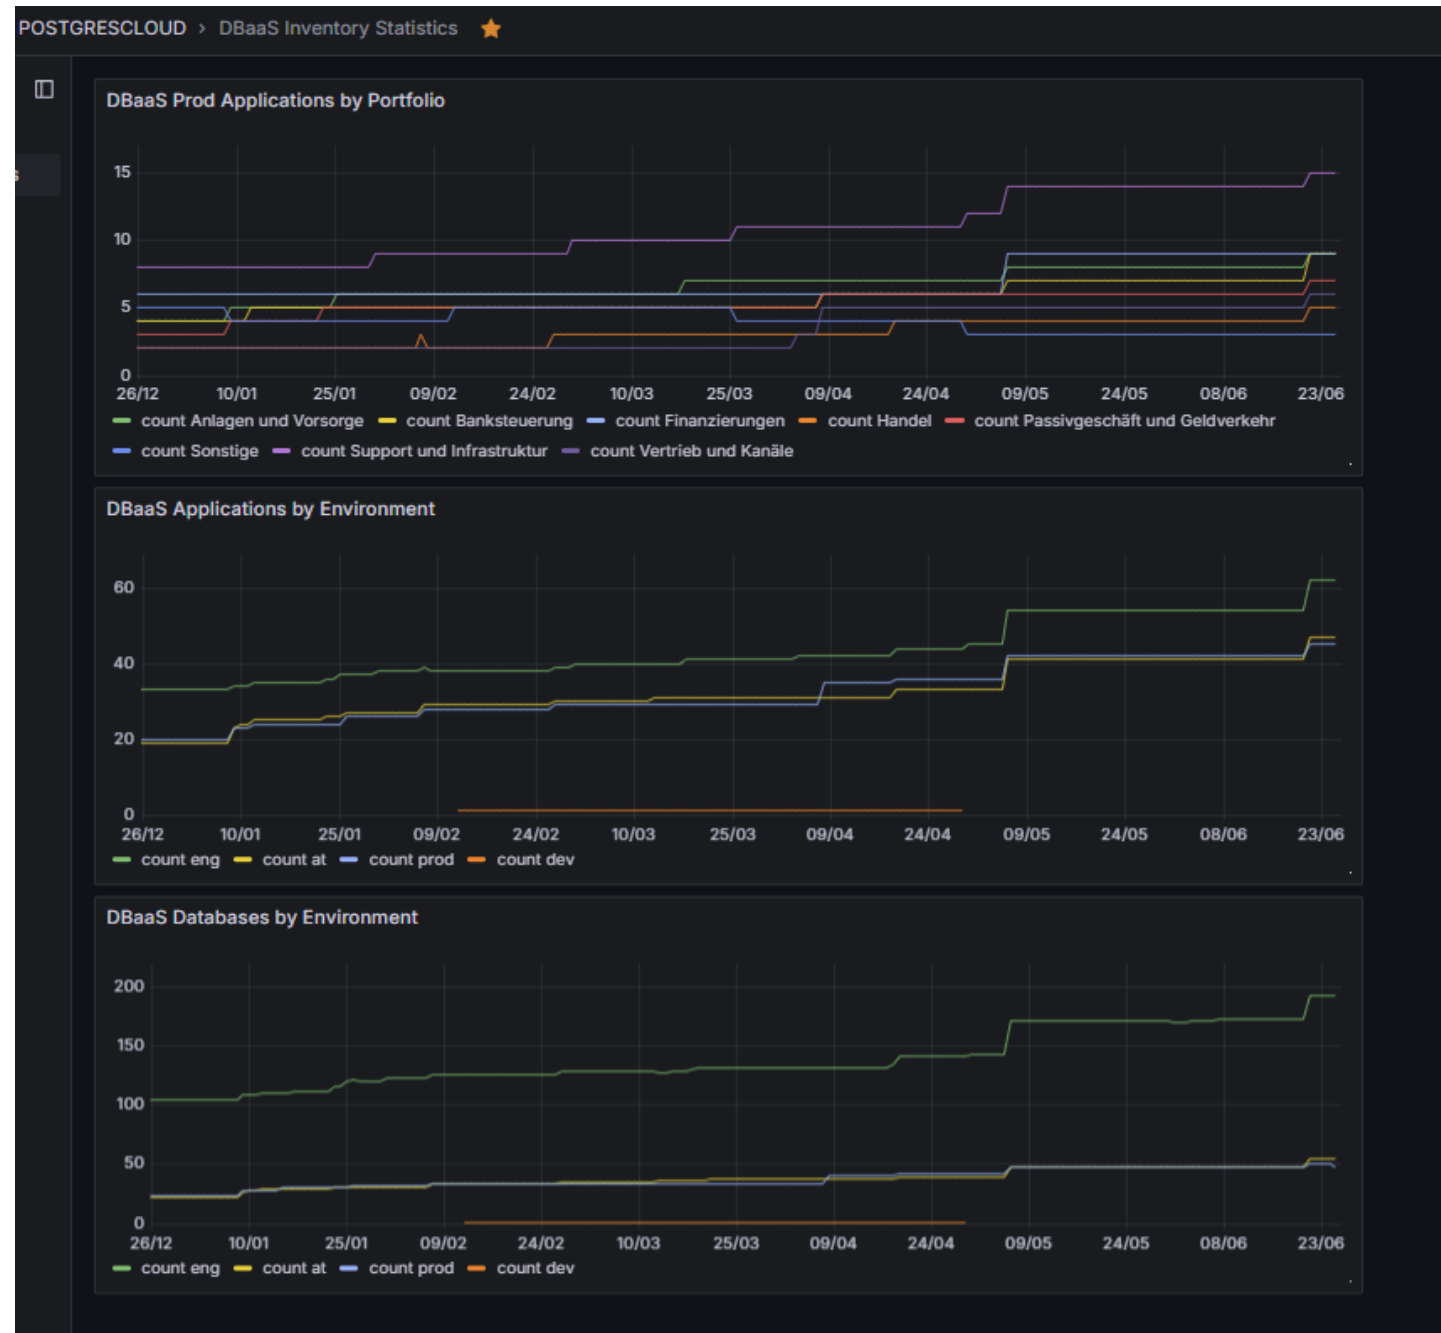 POSTGRESCLOUD › DBaaS Inventory Statistics
s
DBaaS Prod Applications by Portfolio
15
10
5
0
26/12 10/01 25/01 09/02 24/02 10/03 25/03 09/04 24/04 09/05 24/05 08/06 23/06
count Anlagen und Vorsorge count Banksteuerung count Finanzierungen count Handel count Passivgeschäft und Geldverkehr
count Sonstige count Support und Infrastruktur count Vertrieb und Kanäle
DBaaS Applications by Environment
60
40
20
0
26/12 10/01 25/01 09/02 24/02 10/03 25/03 09/04 24/04 09/05 24/05 08/06 23/06
count eng count at count prod count dev
DBaaS Databases by Environment
200
150
100
50
0
26/12 10/01 25/01 09/02 24/02 10/03 25/03 09/04 24/04 09/05 24/05 08/06 23/06
count eng count at count prod count dev